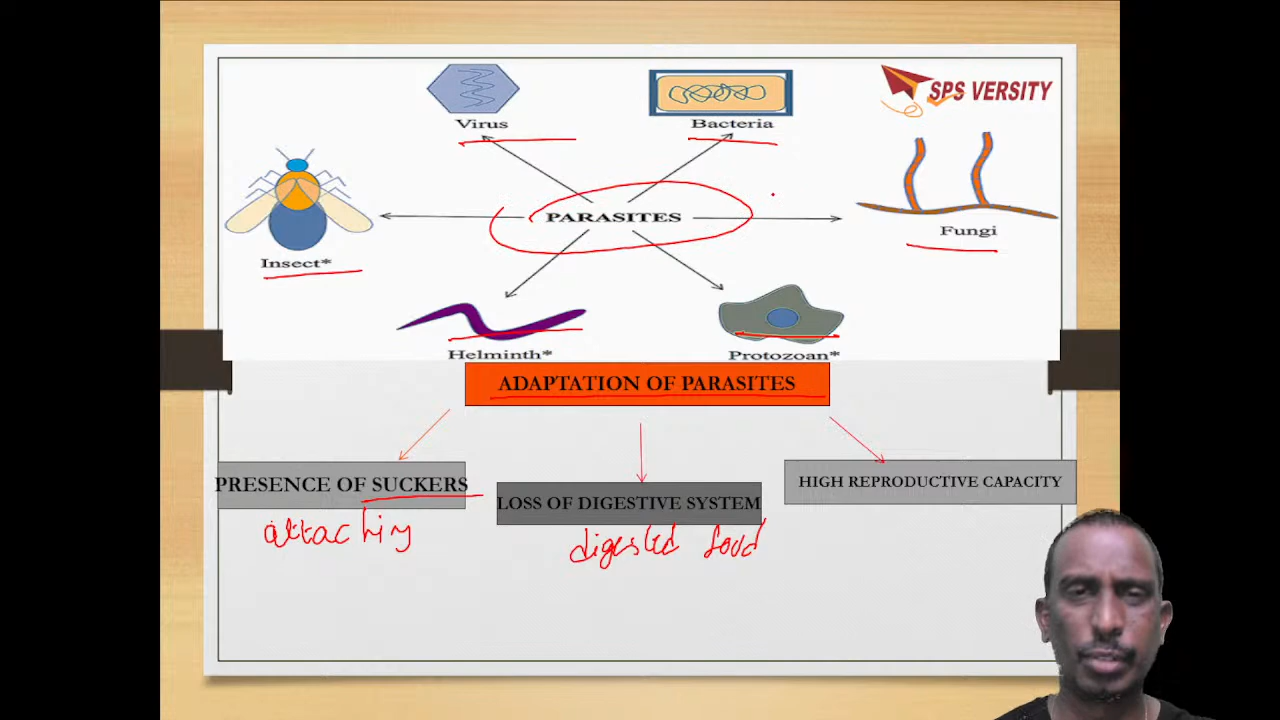 Virus
Bacteria
SPS VERSITY
PARASITES
Fungi
Insect*
Helminth*
Protozoan*
ADAPTATION OF PARASITES
PRESENCE OF SUCKERS
LOSS OF DIGESTIVE SYSTEM
HIGH REPRODUCTIVE CAPACITY
attaching
digested food